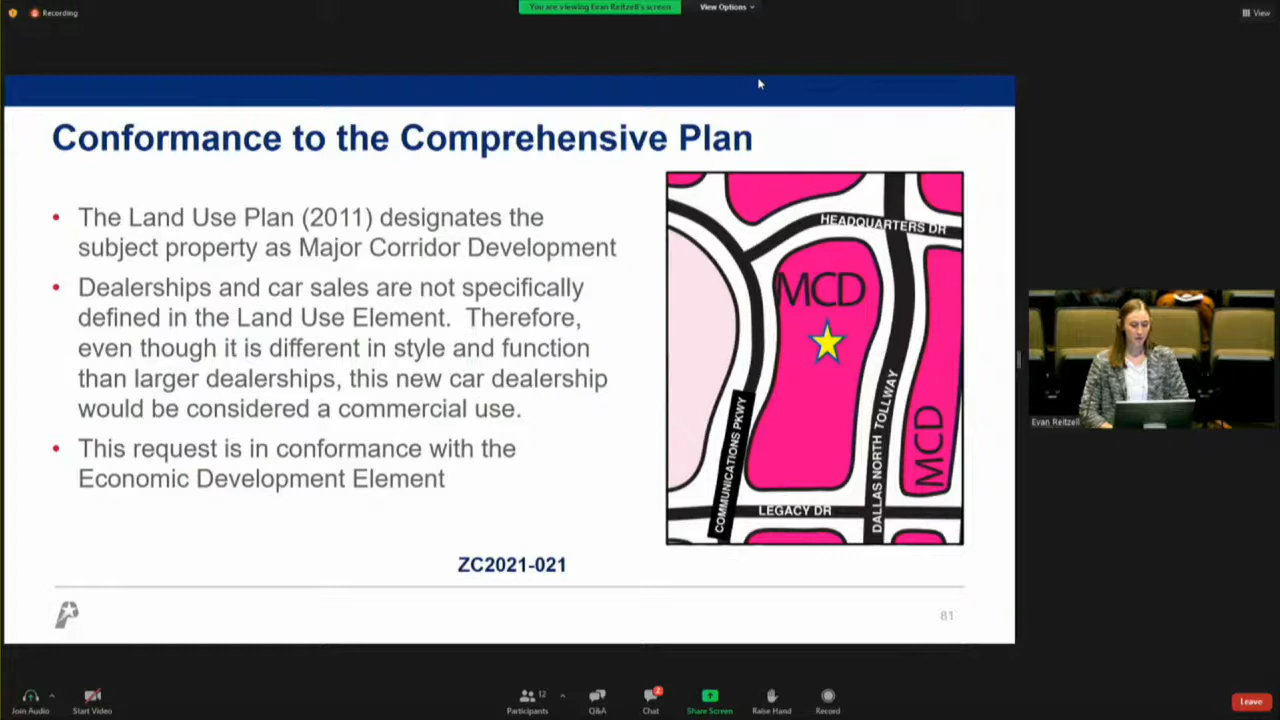 Recording
You are viewing Evan Reitzell's screen
View Options
View
Conformance to the Comprehensive Plan
• The Land Use Plan (2011) designates the
subject property as Major Corridor Development
• Dealerships and car sales are not specifically
defined in the Land Use Element. Therefore,
even though it is different in style and function
than larger dealerships, this new car dealership
would be considered a commercial use.
• This request is in conformance with the
Economic Development Element
HEADQUARTERS DR
MCD
COMMUNICATIONS PKWY
DALLAS NORTH TOLLWAY
MCD
LEGACY DR
ZC2021-021
81
Evan Reitzell
Join Audio
Start Video
12
Participants
Q&A
2
Chat
Share Screen
Raise Hand
Record
Leave